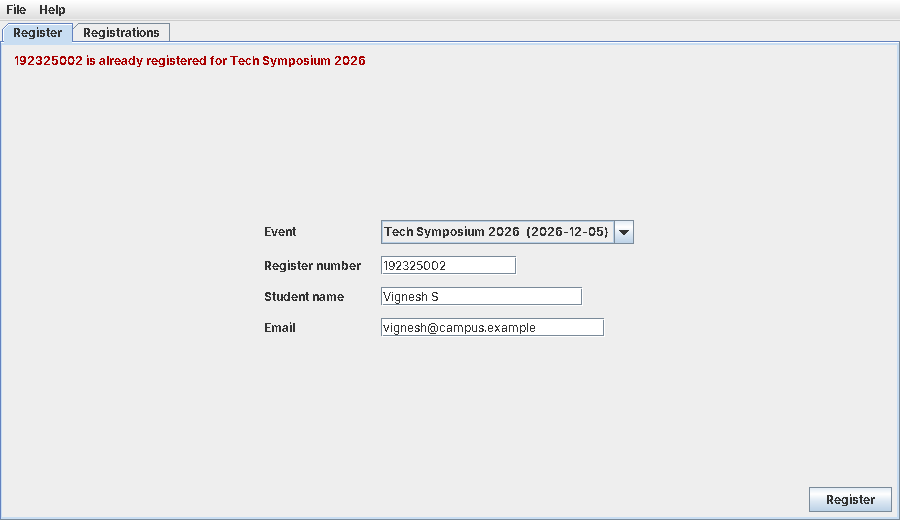 File Help
Register Registrations
192325002 is already registered for Tech Symposium 2026
Event Tech Symposium 2026 (2026-12-05)
Register number 192325002
Student name Vignesh S
Email vignesh@campus.example
Register